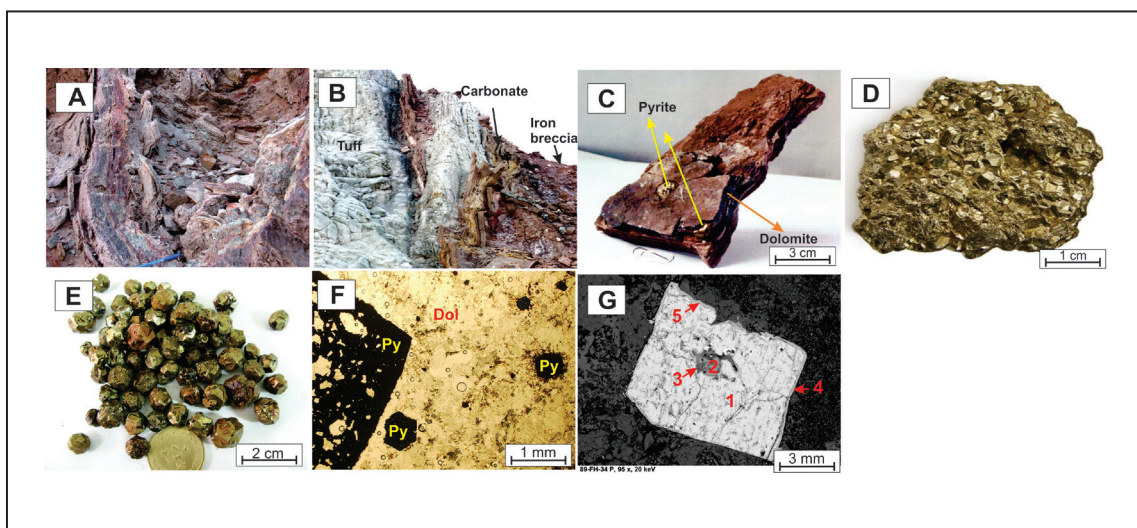 A
B
Carbonate
Iron
breccia
Tuff
C
Pyrite
Dolomite
3 cm
D
1 cm
E
2 cm
F
Dol
Py
Py
Py
1 mm
G
5
2
3
4
1
3 mm
89-FH-34 P, 95 x, 20 keV